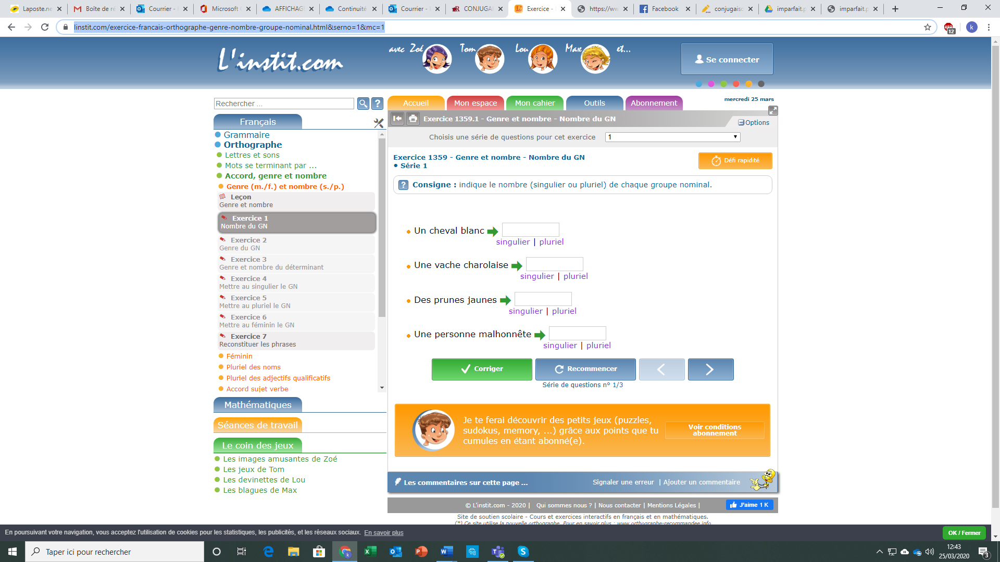 Laposte.ne
Boîte de ré
Courrier -
Microsoft
AFFICHAG
Continuité
Courrier -
CONJUGA
Exercice -
https://ww
Facebook
conjugaiso
imparfait.p
imparfait.p
linstit.com/exercice-francais-orthographe-genre-nombre-groupe-nominal.html&serno=1&mc=1
12
k
L'instit.com
avec Zoé
Tom
Lou
Max
et...
Se connecter
Rechercher ...
?
Accueil
Mon espace
Mon cahier
Outils
Abonnement
mercredi 25 mars
Français
Grammaire
Orthographe
Lettres et sons
Mots se terminant par ...
Accord, genre et nombre
Genre (m./f.) et nombre (s./p.)
Leçon
Genre et nombre
Exercice 1
Nombre du GN
Exercice 2
Genre du GN
Exercice 3
Genre et nombre du déterminant
Exercice 4
Mettre au singulier le GN
Exercice 5
Mettre au pluriel le GN
Exercice 6
Mettre au féminin le GN
Exercice 7
Reconstituer les phrases
Féminin
Pluriel des noms
Pluriel des adjectifs qualificatifs
Accord sujet verbe
Mathématiques
Séances de travail
Le coin des jeux
Les images amusantes de Zoé
Les jeux de Tom
Les devinettes de Lou
Les blagues de Max
Exercice 1359.1 - Genre et nombre - Nombre du GN
Options
Choisis une série de questions pour cet exercice
1
Exercice 1359 - Genre et nombre - Nombre du GN
• Série 1
Défi rapidité
? Consigne : indique le nombre (singulier ou pluriel) de chaque groupe nominal.
Un cheval blanc
singulier | pluriel
Une vache charolaise
singulier | pluriel
Des prunes jaunes
singulier | pluriel
Une personne malhonnête
singulier | pluriel
Corriger
Recommencer
Série de questions n° 1/3
Je te ferai découvrir des petits jeux (puzzles,
sudokus, memory, ...) grâce aux points que tu
cumules en étant abonné(e).
Voir conditions
abonnement
Les commentaires sur cette page ...
Signaler une erreur | Ajouter un commentaire
© L'instit.com - 2020 | Qui sommes nous ? | Nous contacter | Mentions Légales |
J'aime 1 K
Site de soutien scolaire - Cours et exercices interactifs en français et en mathématiques.
(*) Ce site utilise la nouvelle orthographe. Pour en savoir plus : www.orthographe-recommandee.info
En poursuivant votre navigation, vous acceptez l'utilisation de cookies pour les statistiques, les publicités, et les réseaux sociaux. En savoir plus
OK / Fermer
Taper ici pour rechercher
12:43
25/03/2020
3